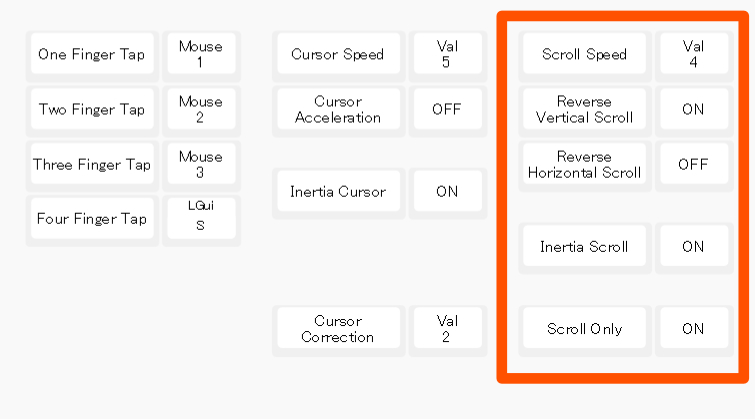 One Finger Tap
Mouse
1
Two Finger Tap
Mouse
2
Three Finger Tap
Mouse
3
Four Finger Tap
LGui
S
Cursor Speed
Val
5
Cursor
Acceleration
OFF
Inertia Cursor
ON
Cursor
Correction
Val
2
Scroll Speed
Val
4
Reverse
Vertical Scroll
ON
Reverse
Horizontal Scroll
OFF
Inertia Scroll
ON
Scroll Only
ON